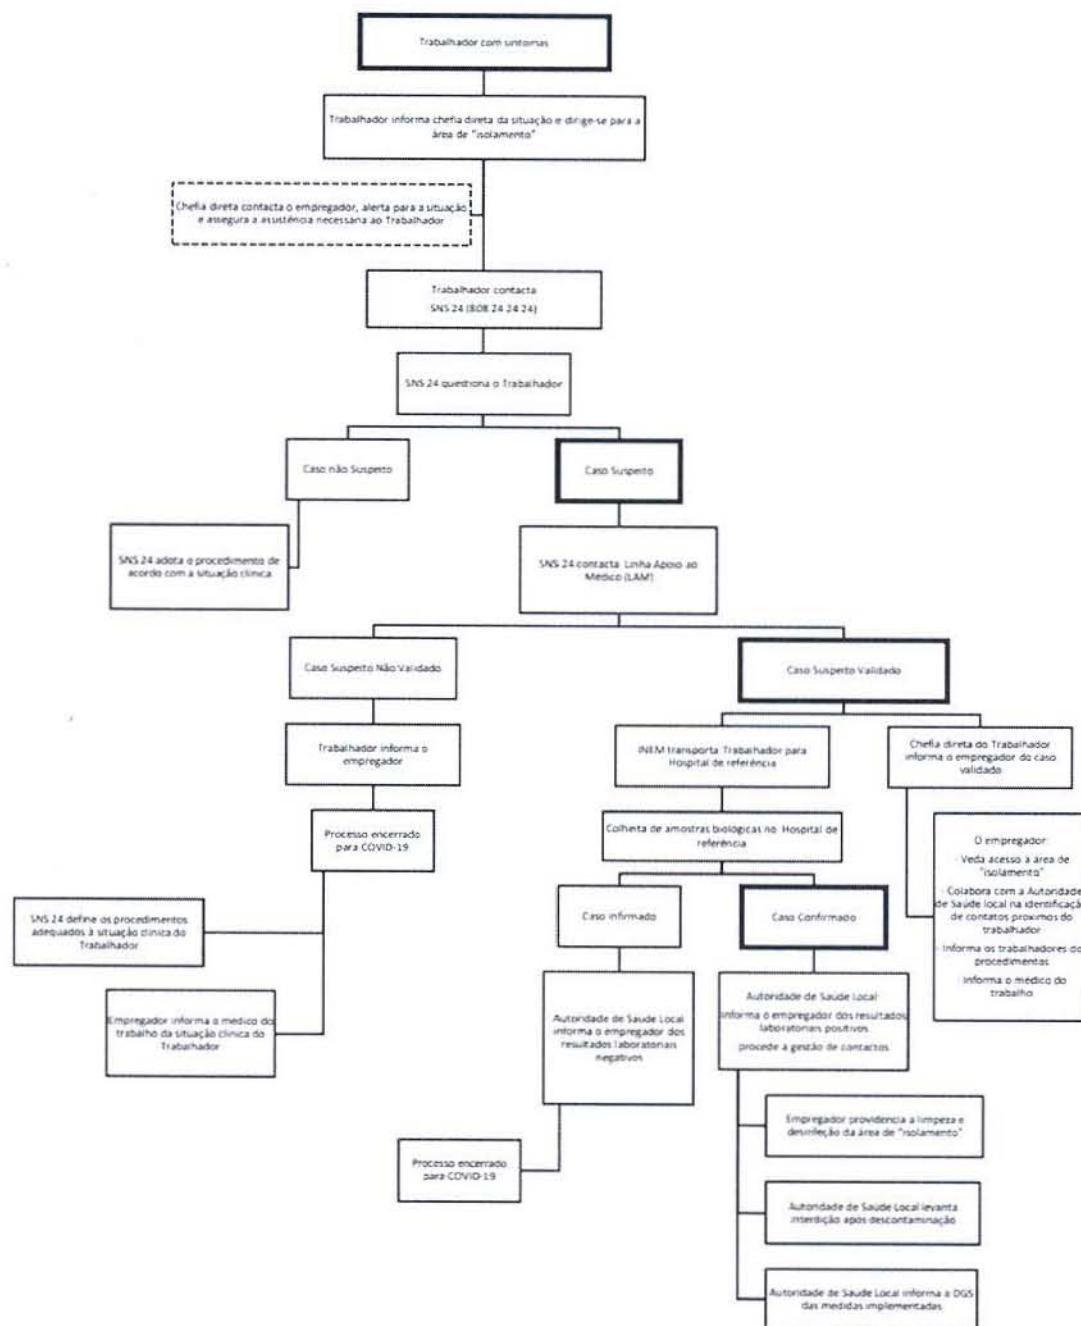 Trabalhador com sintomas
Trabalhador informa chefia direta da situação e dirige-se para a
área de "isolamento"
Chefia direta contacta o empregador, alerta para a situação
e assegura a assistência necessária ao Trabalhador
Trabalhador contacta
SNS 24 (808 24 24 24)
SNS 24 questiona o Trabalhador
Caso não Suspeito
Caso Suspeito
SNS 24 adota o procedimento de
acordo com a situação clínica
SNS 24 contacta Linha Apoio ao
Médico (LAM)
Caso Suspeito Não Validado
Caso Suspeito Validado
Trabalhador informa o
empregador
INEM transporta Trabalhador para
Hospital de referência
Chefia direta do Trabalhador
informa o empregador do caso
validado
Processo encerrado
para COVID-19
Colheita de amostras biológicas no Hospital de
referência
O empregador:
- Veda acesso à área de
"isolamento"
- Colabora com a Autoridade
de Saúde local na identificação
de contatos próximos do
trabalhador
- Informa os trabalhadores do
procedimentos
- Informa o médico do
trabalho
SNS 24 define os procedimentos
adequados à situação clínica do
Trabalhador
Caso Infirmado
Caso Confirmado
Empregador informa o médico do
trabalho da situação clínica do
Trabalhador
Autoridade de Saúde Local
informa o empregador dos
resultados laboratoriais
negativos
Autoridade de Saúde Local:
informa o empregador dos resultados
laboratoriais positivos
procede à gestão de contactos
Processo encerrado
para COVID-19
Empregador providencia a limpeza e
desinfeção da área de "isolamento"
Autoridade de Saúde Local levanta
interdição após descontaminação
Autoridade de Saúde Local informa a DGS
das medidas implementadas